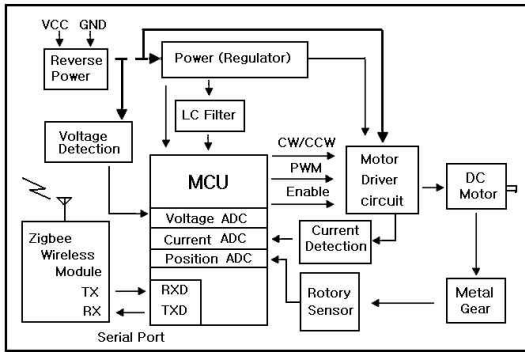 VCC GND
Reverse
Power
Power (Regulator)
LC Filter
Voltage
Detection
MCU
CW/CCW
PWM
Enable
Motor
Driver
circuit
DC
Motor
Voltage ADC
Current ADC
Position ADC
Current
Detection
Zigbee
Wireless
Module
TX
RX
RXD
TXD
Serial Port
Rotory
Sensor
Metal
Gear